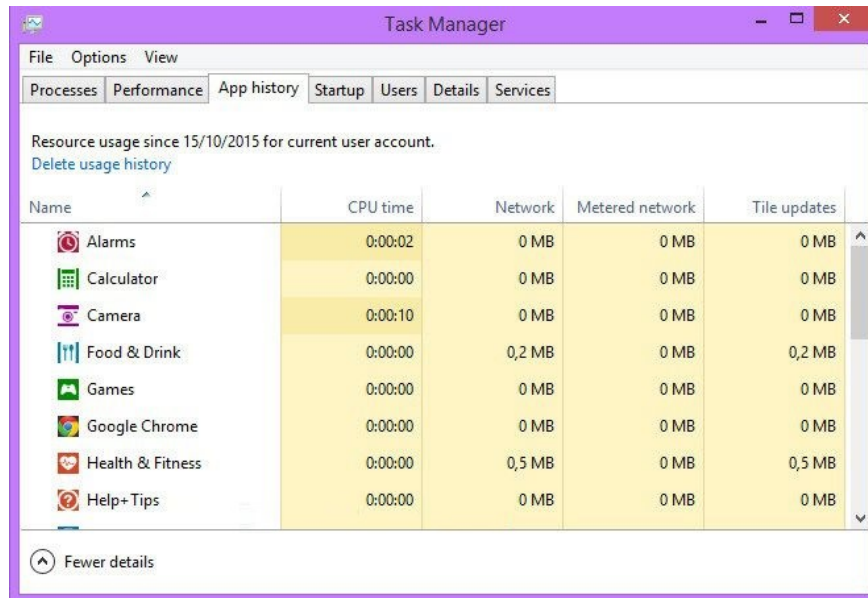 Task Manager
File Options View
Processes Performance App history Startup Users Details Services
Resource usage since 15/10/2015 for current user account.
Delete usage history
Name CPU time Network Metered network Tile updates
Alarms 0:00:02 0 MB 0 MB 0 MB
Calculator 0:00:00 0 MB 0 MB 0 MB
Camera 0:00:10 0 MB 0 MB 0 MB
Food & Drink 0:00:00 0,2 MB 0 MB 0,2 MB
Games 0:00:00 0 MB 0 MB 0 MB
Google Chrome 0:00:00 0 MB 0 MB 0 MB
Health & Fitness 0:00:00 0,5 MB 0 MB 0,5 MB
Help+Tips 0:00:00 0 MB 0 MB 0 MB
Fewer details